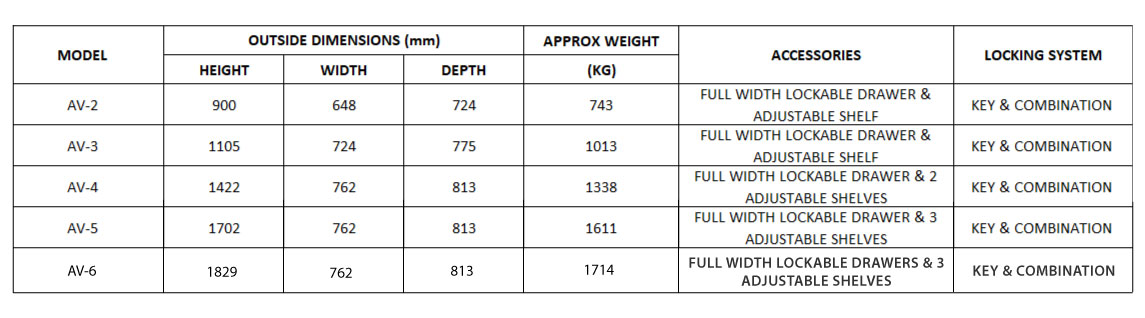 MODEL OUTSIDE DIMENSIONS (mm) APPROX WEIGHT ACCESSORIES LOCKING SYSTEM
HEIGHT WIDTH DEPTH (KG)
AV-2 900 648 724 743 FULL WIDTH LOCKABLE DRAWER & KEY & COMBINATION
ADJUSTABLE SHELF
AV-3 1105 724 775 1013 FULL WIDTH LOCKABLE DRAWER & KEY & COMBINATION
ADJUSTABLE SHELF
AV-4 1422 762 813 1338 FULL WIDTH LOCKABLE DRAWER & 2 KEY & COMBINATION
ADJUSTABLE SHELVES
AV-5 1702 762 813 1611 FULL WIDTH LOCKABLE DRAWER & 3 KEY & COMBINATION
ADJUSTABLE SHELVES
AV-6 1829 762 813 1714 FULL WIDTH LOCKABLE DRAWERS & 3 KEY & COMBINATION
ADJUSTABLE SHELVES